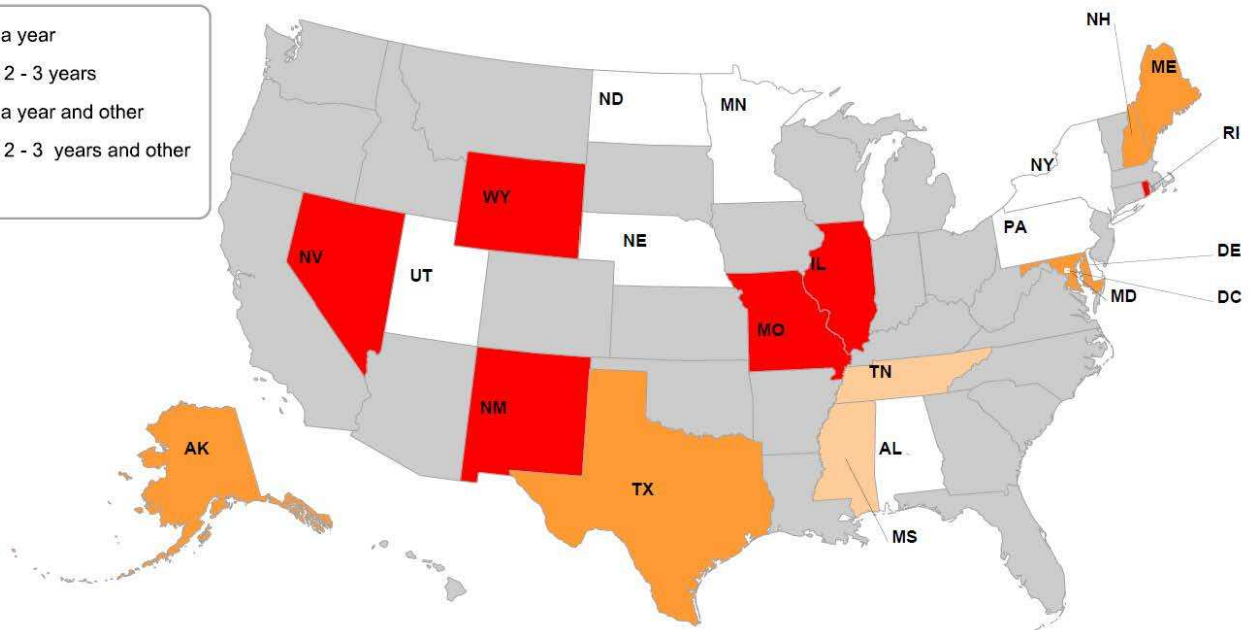 a year
2 - 3 years
a year and other
2 - 3 years and other
NH
ME
ND
MN
RI
NY
WY
PA
NE
DE
NV
IL
UT
MD
DC
MO
TN
NM
AK
AL
TX
MS